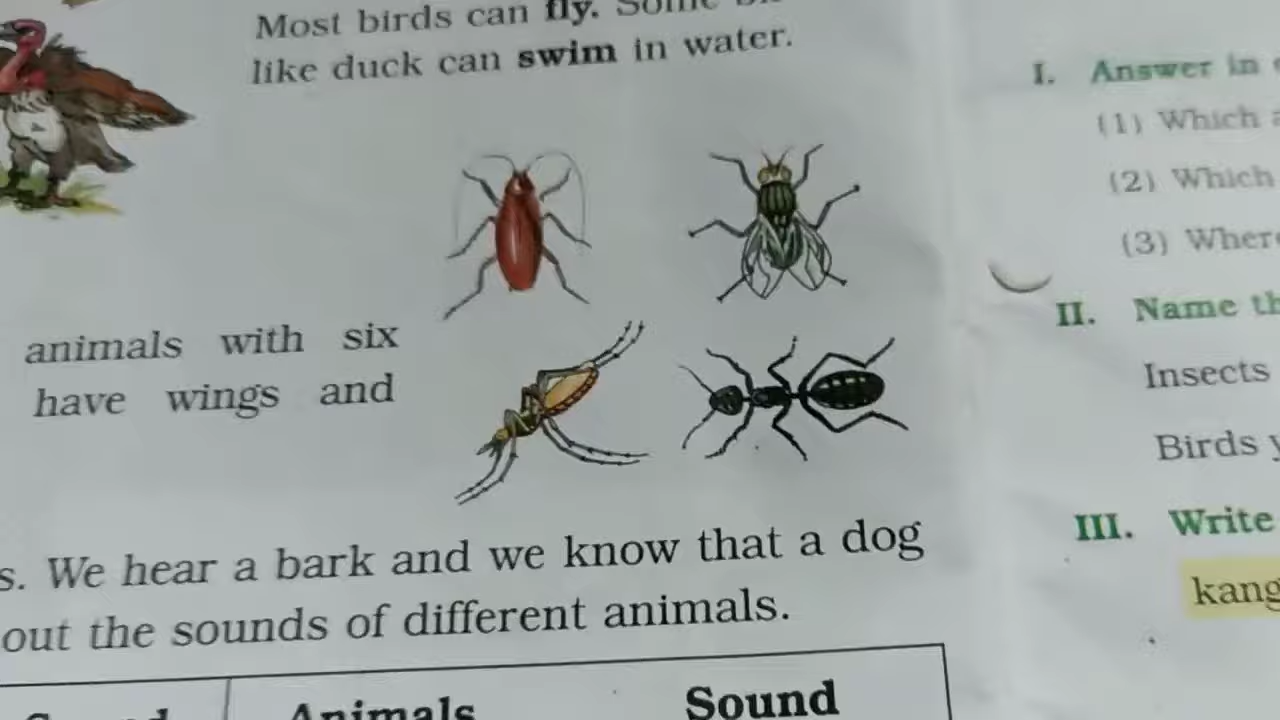 Most birds can fly. Some
like duck can swim in water.
animals with six
have wings and
s. We hear a bark and we know that a dog
out the sounds of different animals.
Animals Sound
I. Answer in
(1) Which
(2) Which
(3) Where
II. Name th
Insects
Birds y
III. Write
kang